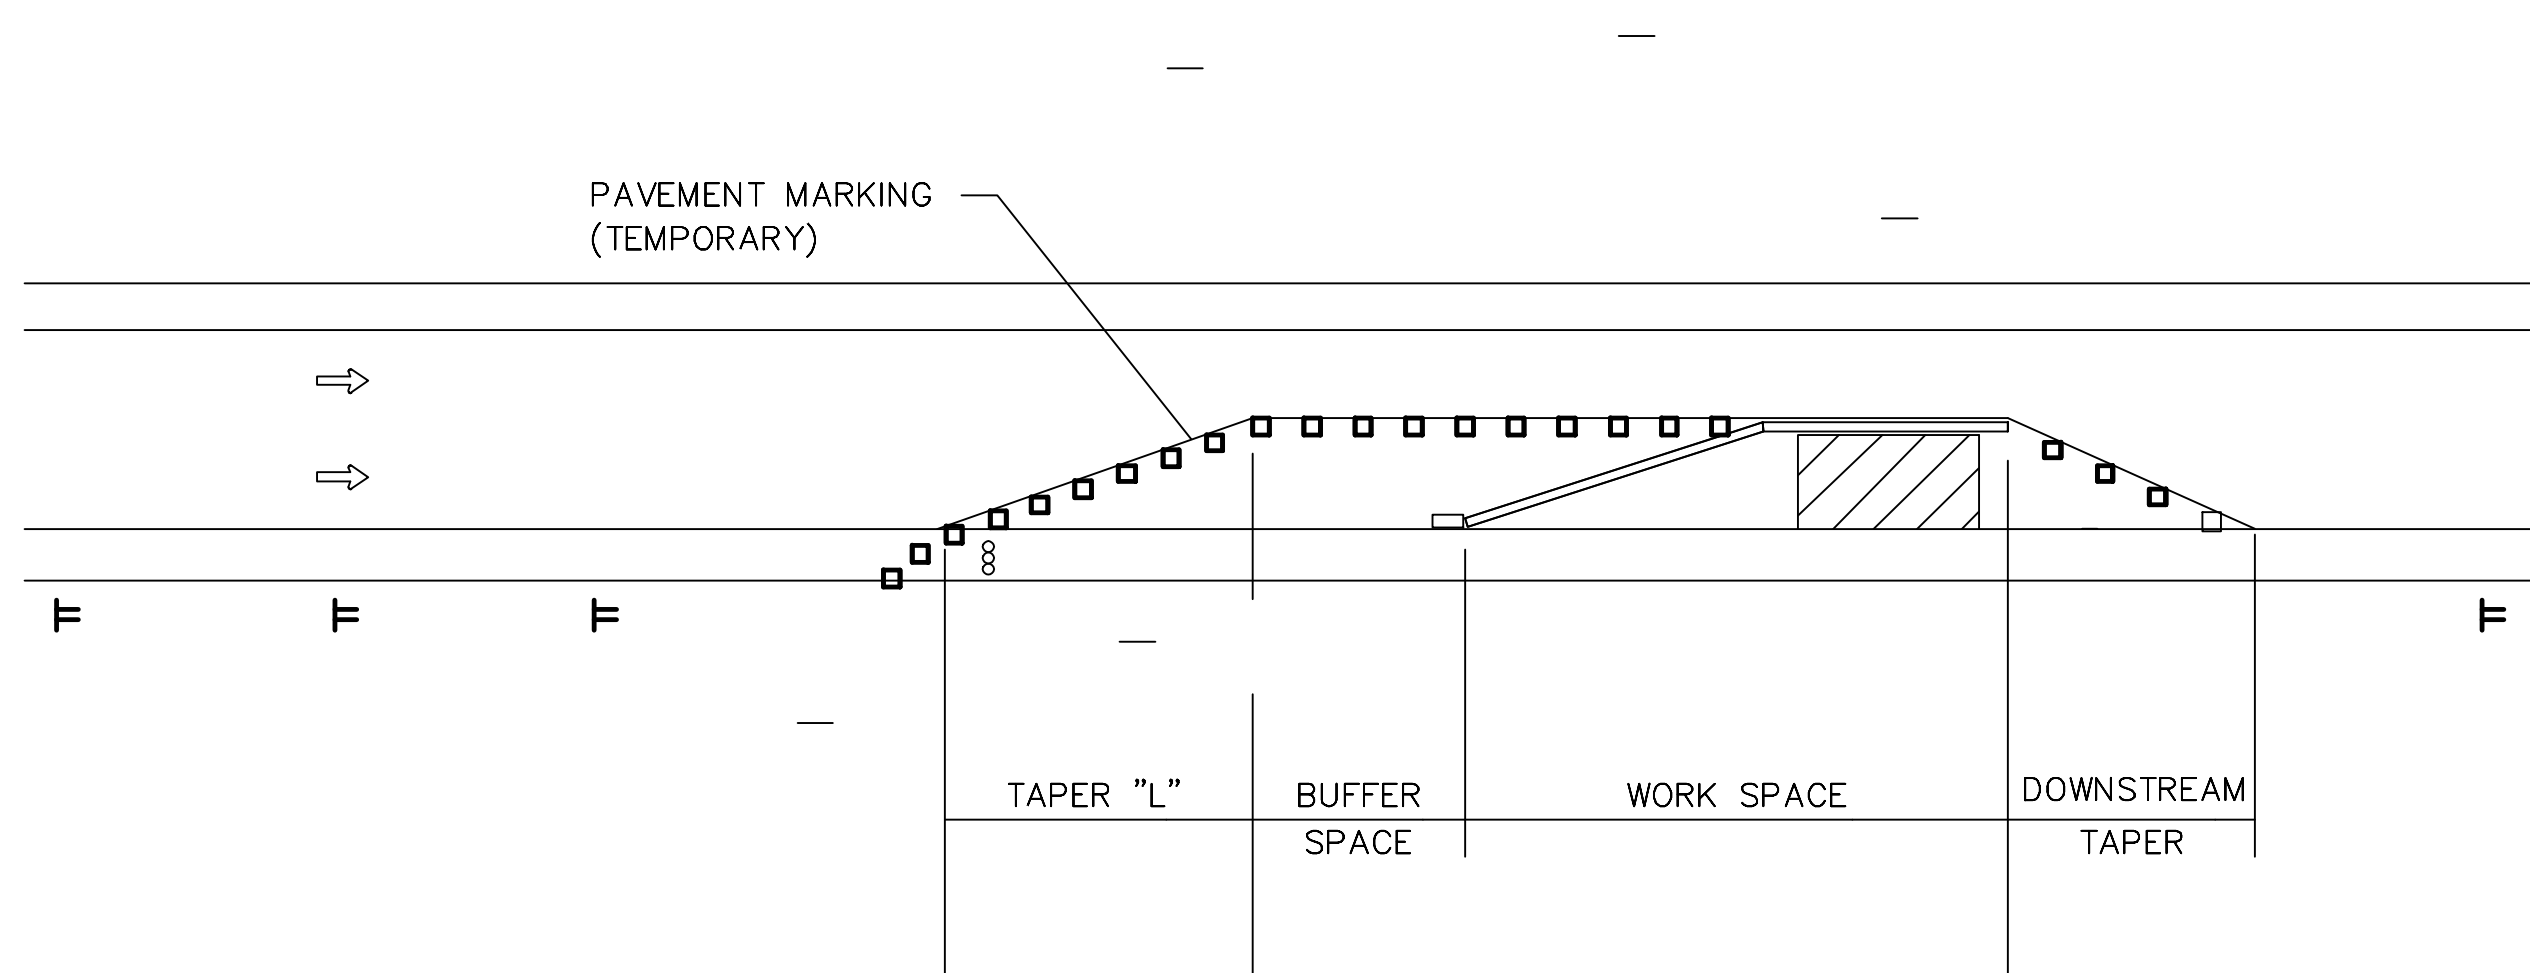 PAVEMENT MARKING
(TEMPORARY)
TAPER "L"
BUFFER
SPACE
WORK SPACE
DOWNSTREAM
TAPER